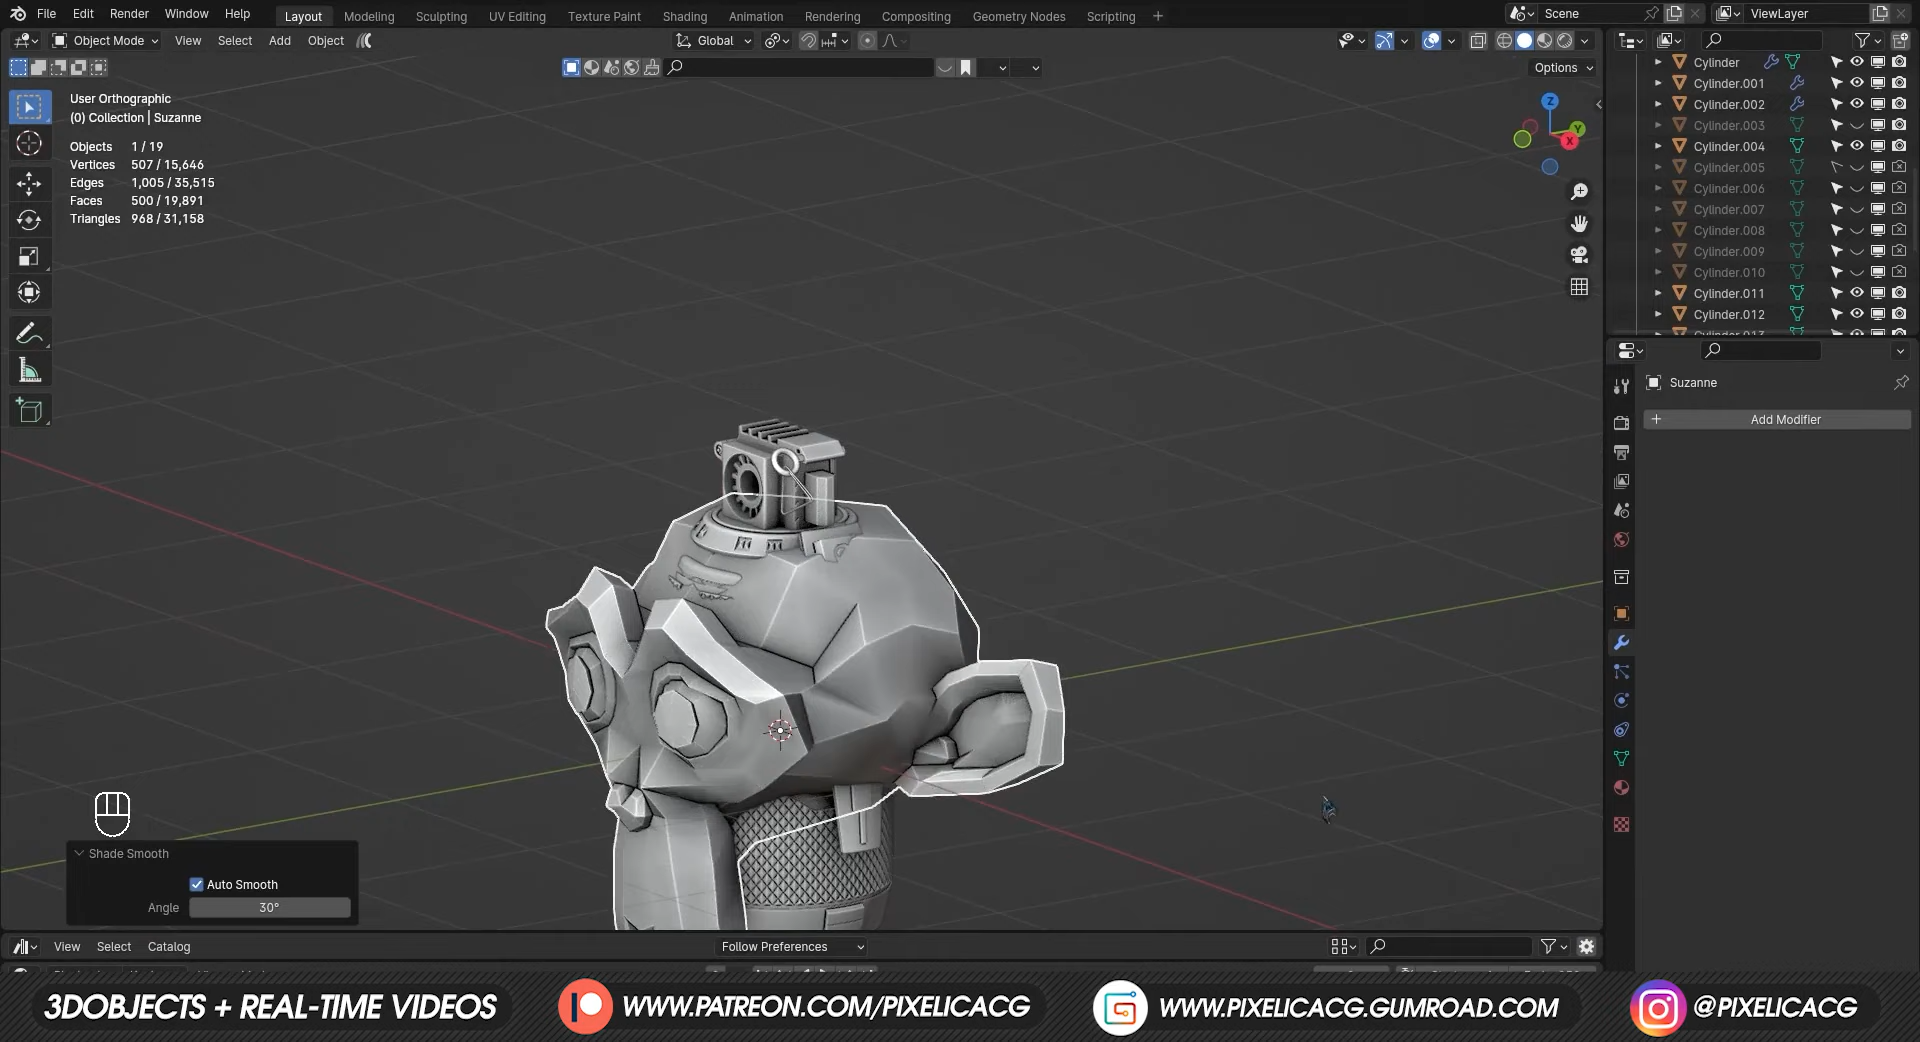 File Edit Render Window Help Layout Modeling Sculpting UV Editing Texture Paint Shading Animation Rendering Compositing Geometry Nodes Scripting + Scene ViewLayer
Object Mode View Select Add Object Global
Options
User Orthographic
(0) Collection | Suzanne
Objects 1 / 19
Vertices 507 / 15,646
Edges 1,005 / 35,515
Faces 500 / 19,891
Triangles 968 / 31,158
Z
Y
X
Cylinder
Cylinder.001
Cylinder.002
Cylinder.003
Cylinder.004
Cylinder.005
Cylinder.006
Cylinder.007
Cylinder.008
Cylinder.009
Cylinder.010
Cylinder.011
Cylinder.012
Suzanne
+ Add Modifier
Shade Smooth
Auto Smooth
Angle 30°
View Select Catalog Follow Preferences
3DOBJECTS + REAL-TIME VIDEOS WWW.PATREON.COM/PIXELICACG WWW.PIXELICACG.GUMROAD.COM @PIXELICACG